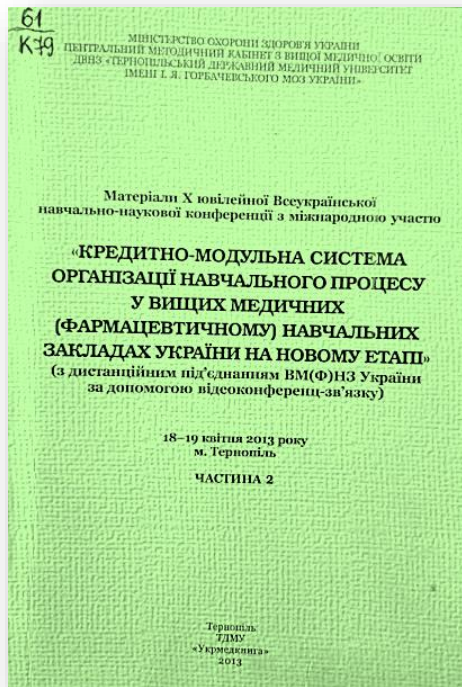 61
К79
МІНІСТЕРСТВО ОХОРОНИ ЗДОРОВ'Я УКРАЇНИ
ЦЕНТРАЛЬНИЙ МЕТОДИЧНИЙ КАБІНЕТ З ВИЩОЇ МЕДИЧНОЇ ОСВІТИ
ДВНЗ «ТЕРНОПІЛЬСЬКИЙ ДЕРЖАВНИЙ МЕДИЧНИЙ УНІВЕРСИТЕТ
ІМЕНІ І. Я. ГОРБАЧЕВСЬКОГО МОЗ УКРАЇНИ»
Матеріали X ювілейної Всеукраїнської
навчально-наукової конференції з міжнародною участю
«КРЕДИТНО-МОДУЛЬНА СИСТЕМА
ОРГАНІЗАЦІЇ НАВЧАЛЬНОГО ПРОЦЕСУ
У ВИЩИХ МЕДИЧНИХ
(ФАРМАЦЕВТИЧНОМУ) НАВЧАЛЬНИХ
ЗАКЛАДАХ УКРАЇНИ НА НОВОМУ ЕТАПІ»
(з дистанційним під'єднанням ВМ(Ф)НЗ України
за допомогою відеоконференц-зв'язку)
18–19 квітня 2013 року
м. Тернопіль
ЧАСТИНА 2
Тернопіль
ТДМУ
«Укрмедкнига»
2013